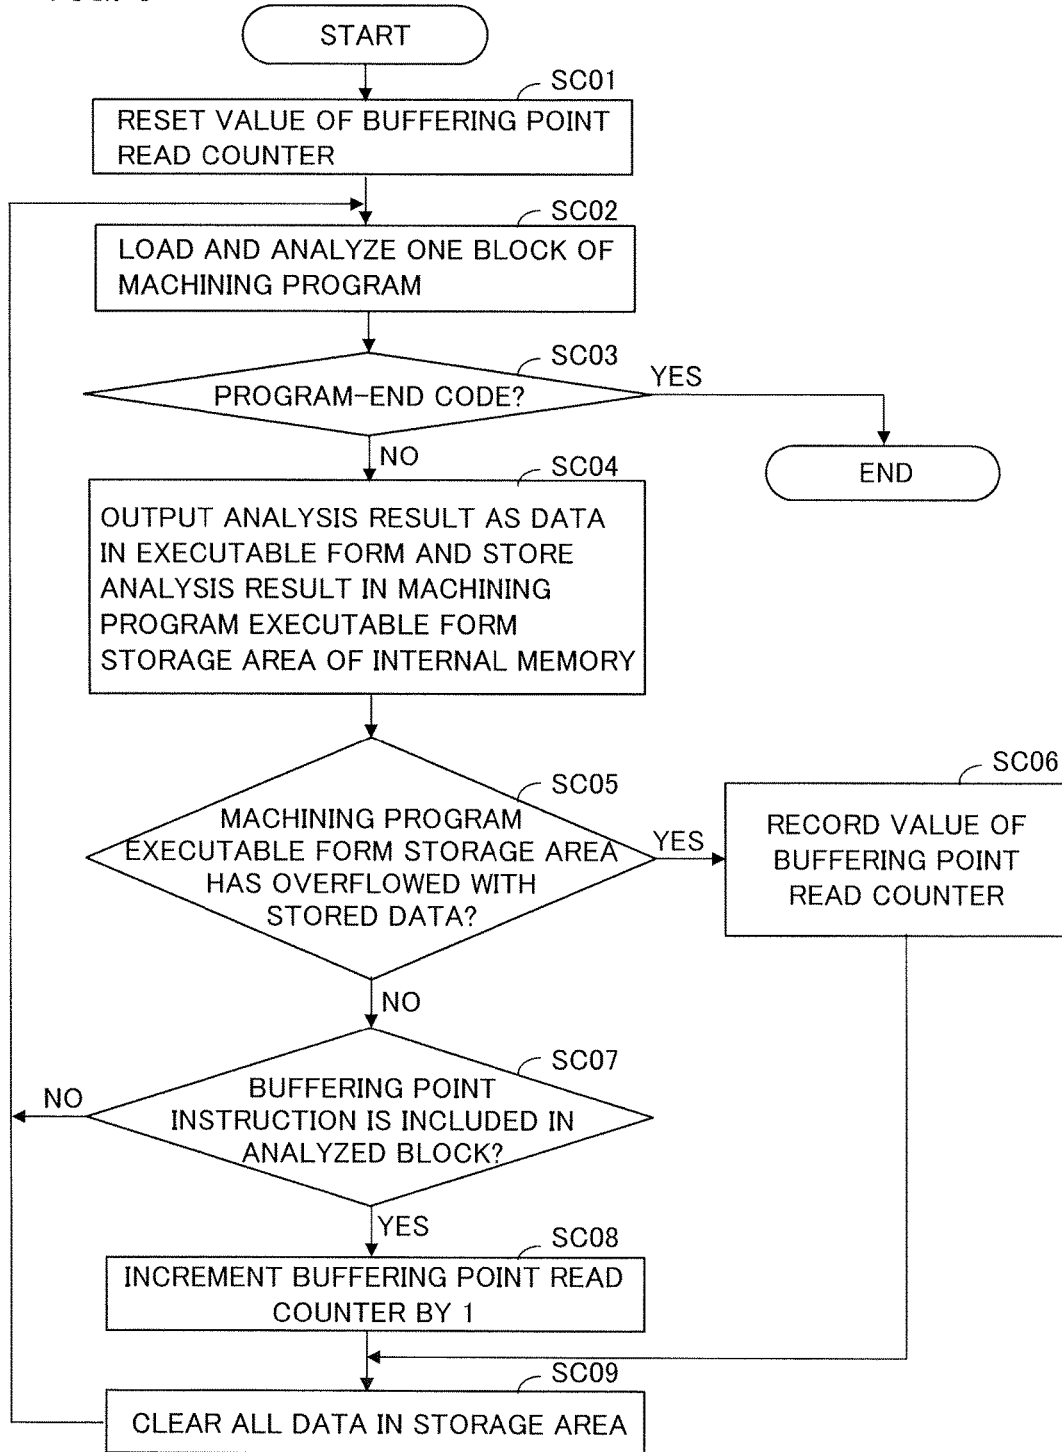 START
SC01
RESET VALUE OF BUFFERING POINT
READ COUNTER
SC02
LOAD AND ANALYZE ONE BLOCK OF
MACHINING PROGRAM
SC03
PROGRAM-END CODE?
YES
NO
END
SC04
OUTPUT ANALYSIS RESULT AS DATA
IN EXECUTABLE FORM AND STORE
ANALYSIS RESULT IN MACHINING
PROGRAM EXECUTABLE FORM
STORAGE AREA OF INTERNAL MEMORY
SC05
MACHINING PROGRAM
EXECUTABLE FORM STORAGE AREA
HAS OVERFLOWED WITH
STORED DATA?
YES
SC06
RECORD VALUE OF
BUFFERING POINT
READ COUNTER
NO
SC07
BUFFERING POINT
INSTRUCTION IS INCLUDED IN
ANALYZED BLOCK?
NO
YES
SC08
INCREMENT BUFFERING POINT READ
COUNTER BY 1
SC09
CLEAR ALL DATA IN STORAGE AREA